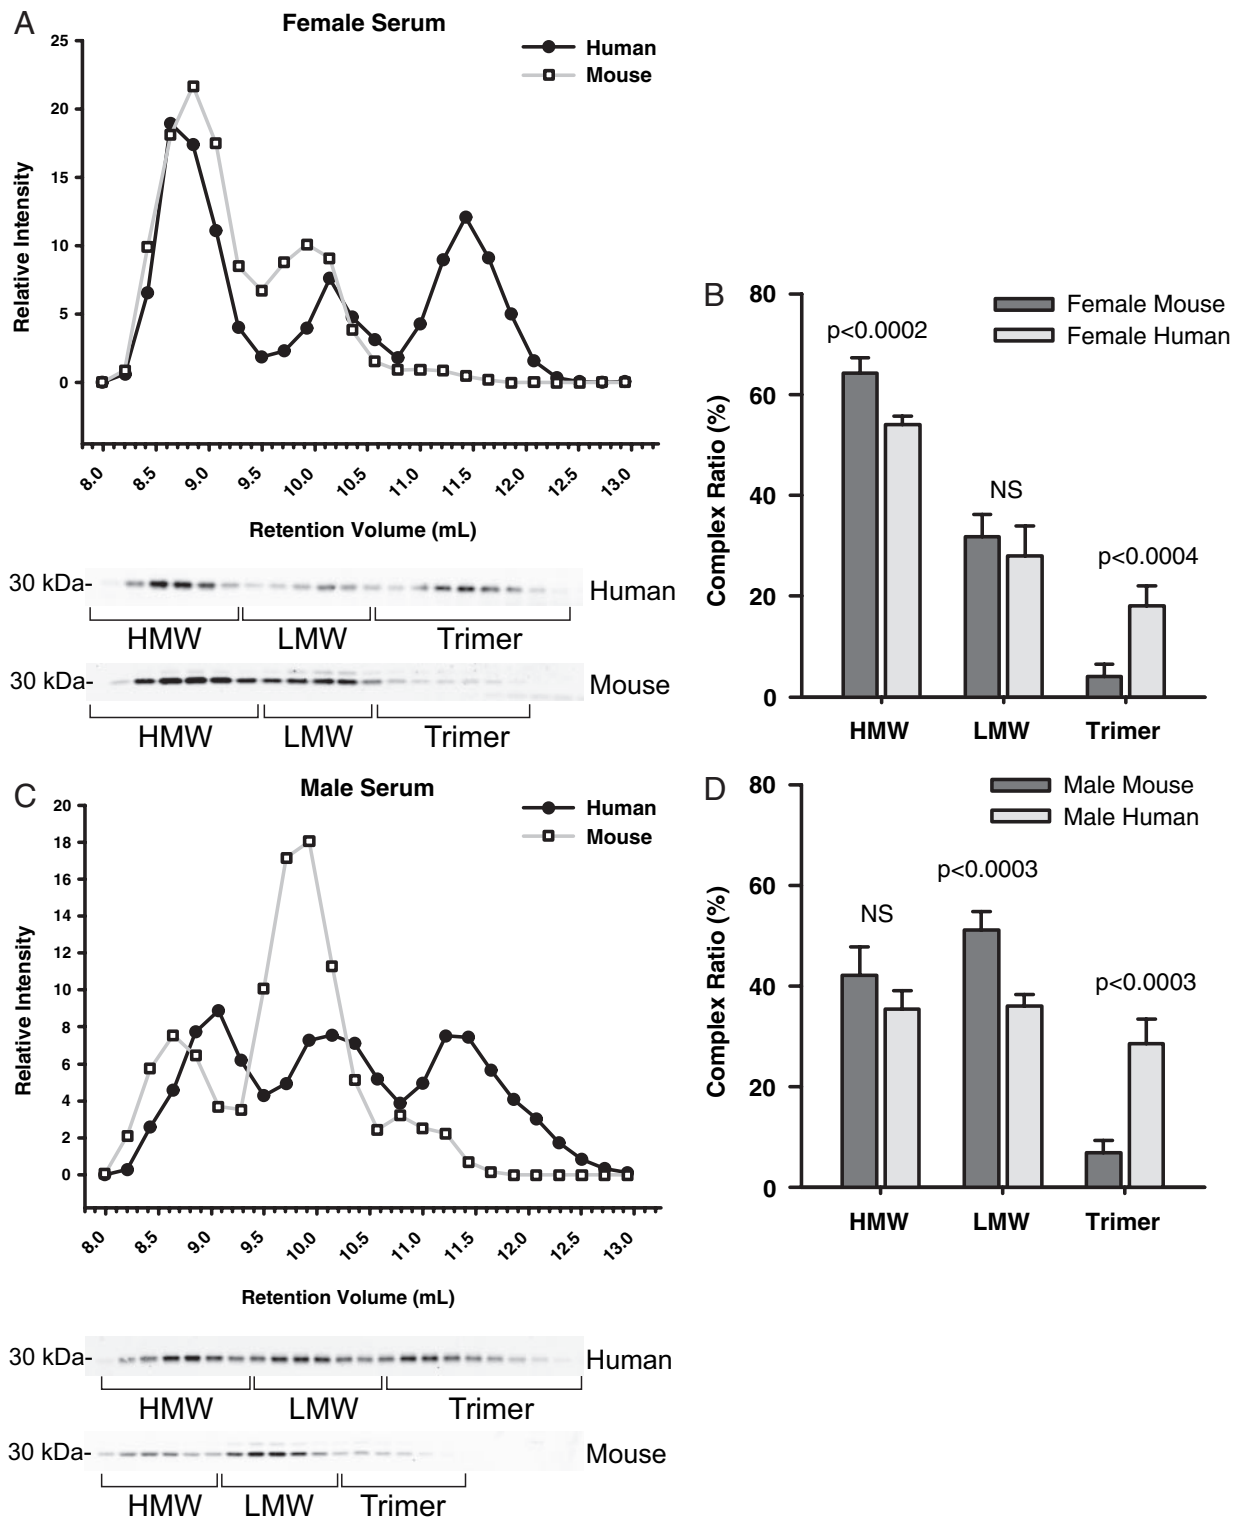 A
Female Serum
Human
Mouse
25
20
15
10
5
0
Relative Intensity
8.0 8.5 9.0 9.5 10.0 10.5 11.0 11.5 12.0 12.5 13.0
Retention Volume (mL)
30 kDa- Human
HMW LMW Trimer
30 kDa- Mouse
HMW LMW Trimer
B
Female Mouse
Female Human
80
60
40
20
0
Complex Ratio (%)
p<0.0002
NS
p<0.0004
HMW LMW Trimer
C
Male Serum
Human
Mouse
20
18
16
14
12
10
8
6
4
2
0
Relative Intensity
8.0 8.5 9.0 9.5 10.0 10.5 11.0 11.5 12.0 12.5 13.0
Retention Volume (mL)
30 kDa- Human
HMW LMW Trimer
30 kDa- Mouse
HMW LMW Trimer
D
Male Mouse
Male Human
80
60
40
20
0
Complex Ratio (%)
NS
p<0.0003
p<0.0003
HMW LMW Trimer